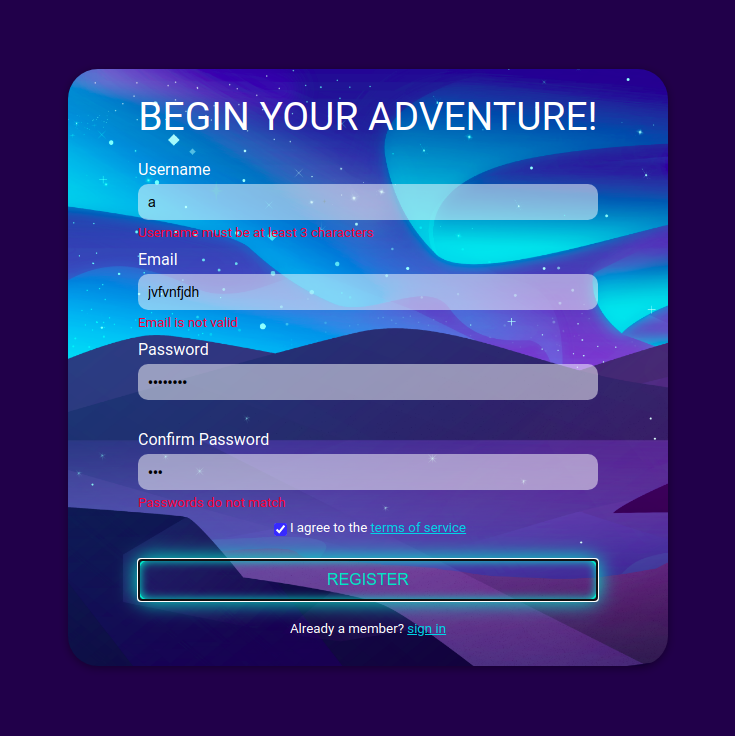 BEGIN YOUR ADVENTURE!
Username
a
Username must be at least 3 characters
Email
jvfvnfjdh
Email is not valid
Password
••••••••
Confirm Password
•••
Passwords do not match
I agree to the terms of service
REGISTER
Already a member? sign in